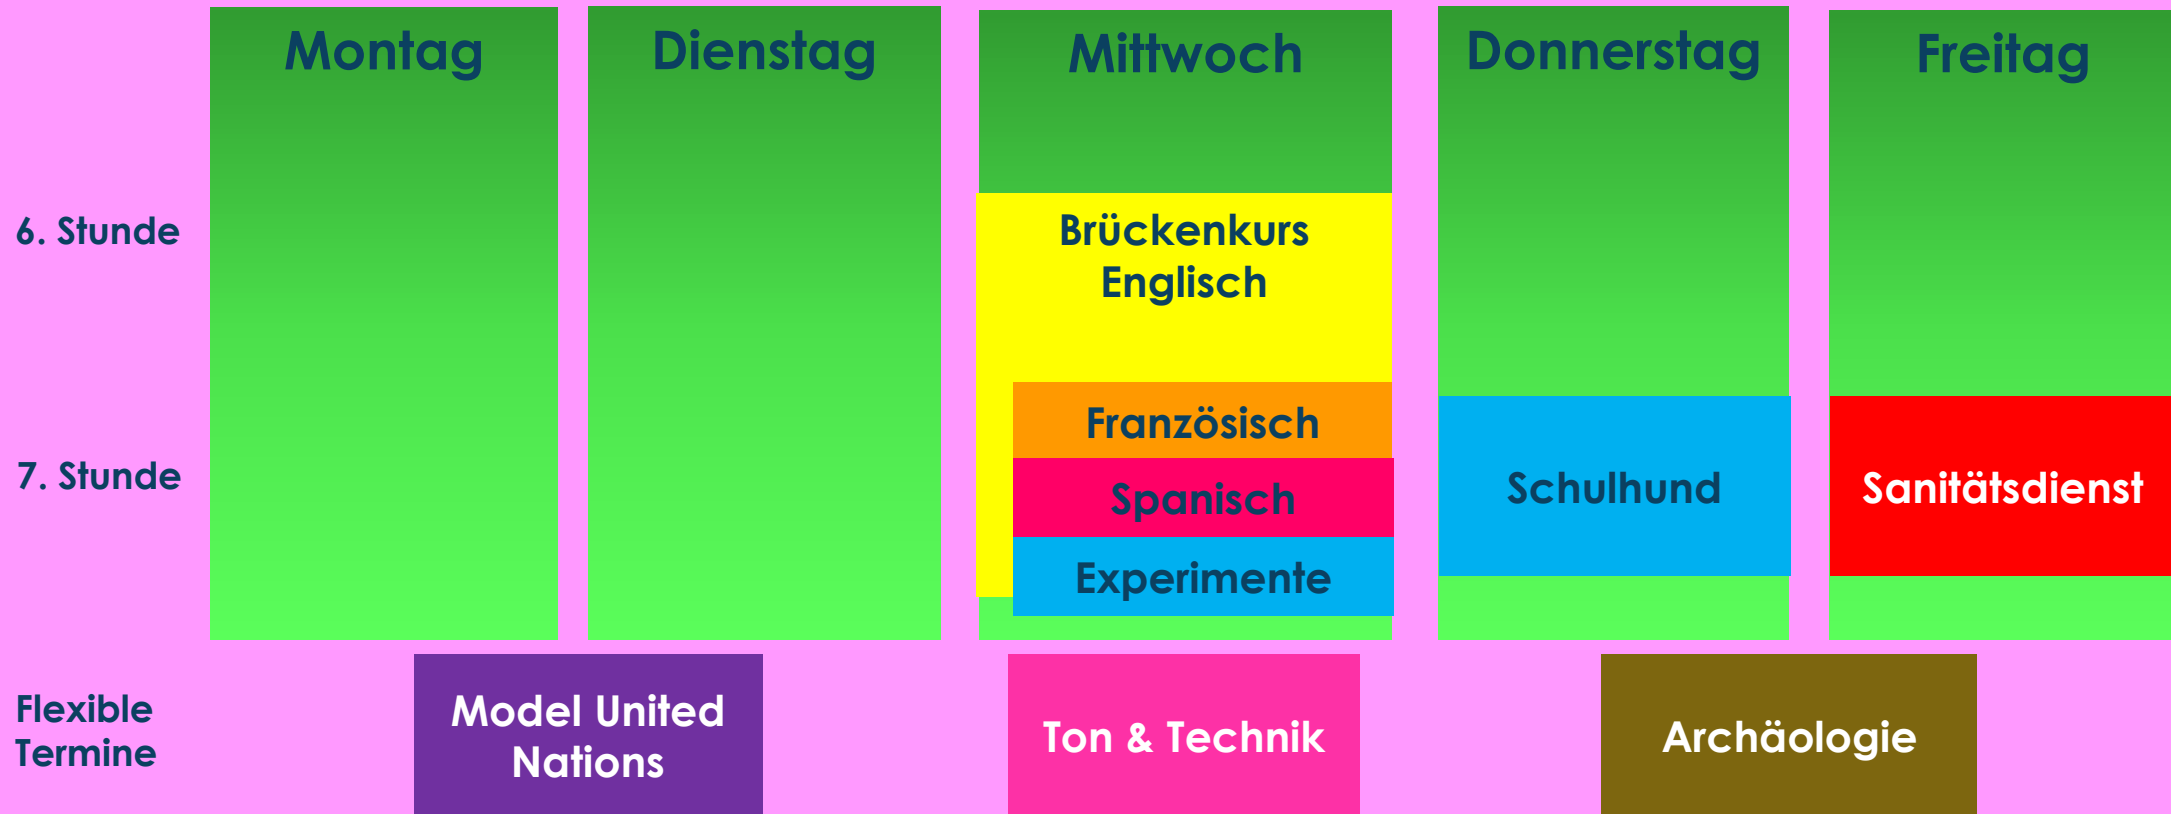 Montag
Dienstag
Mittwoch
Donnerstag
Freitag
6. Stunde
Brückenkurs
Englisch
7. Stunde
Französisch
Spanisch
Experimente
Schulhund
Sanitätsdienst
Flexible
Termine
Model United
Nations
Ton & Technik
Archäologie